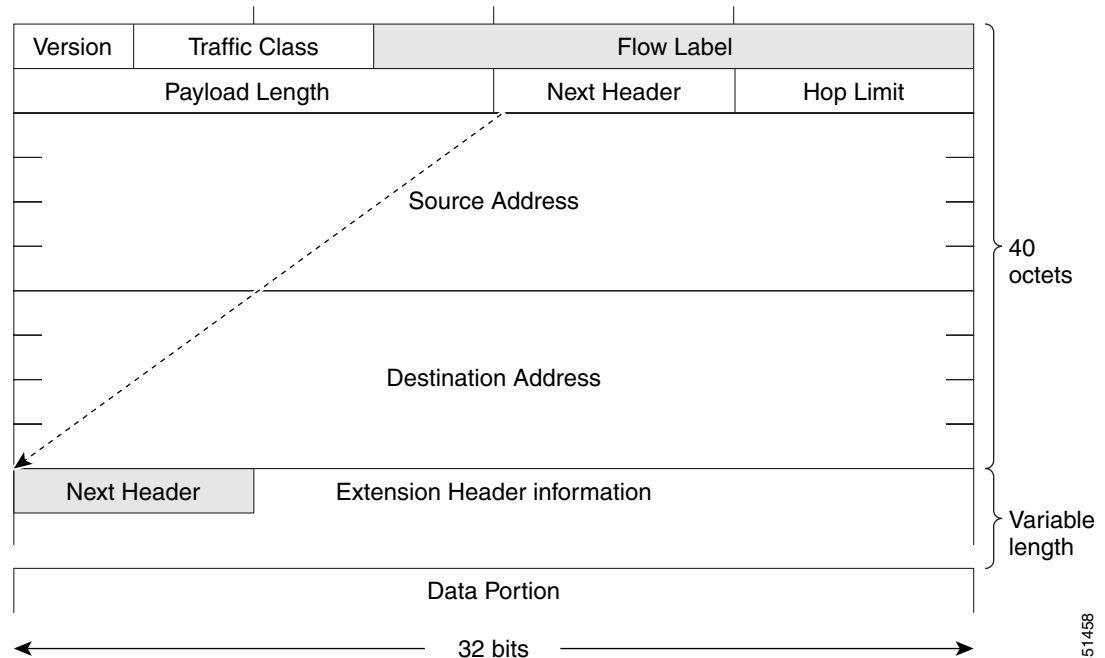 Version Traffic Class Flow Label
Payload Length Next Header Hop Limit
Source Address
40
octets
Destination Address
Next Header Extension Header information
Variable
length
Data Portion
32 bits
51458